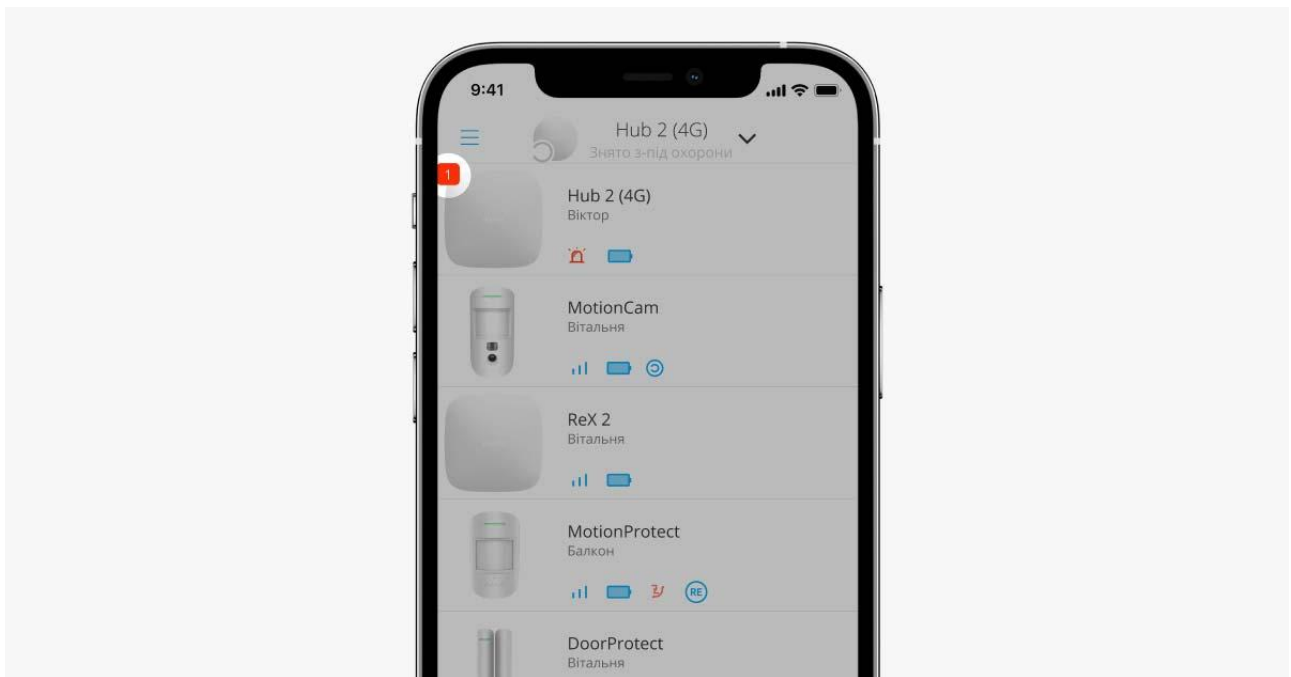 9:41
Hub 2 (4G)
Знято з-під охорони
1
Hub 2 (4G)
Віктор
MotionCam
Вітальня
ReX 2
Вітальня
MotionProtect
Балкон
RE
DoorProtect
Вітальня